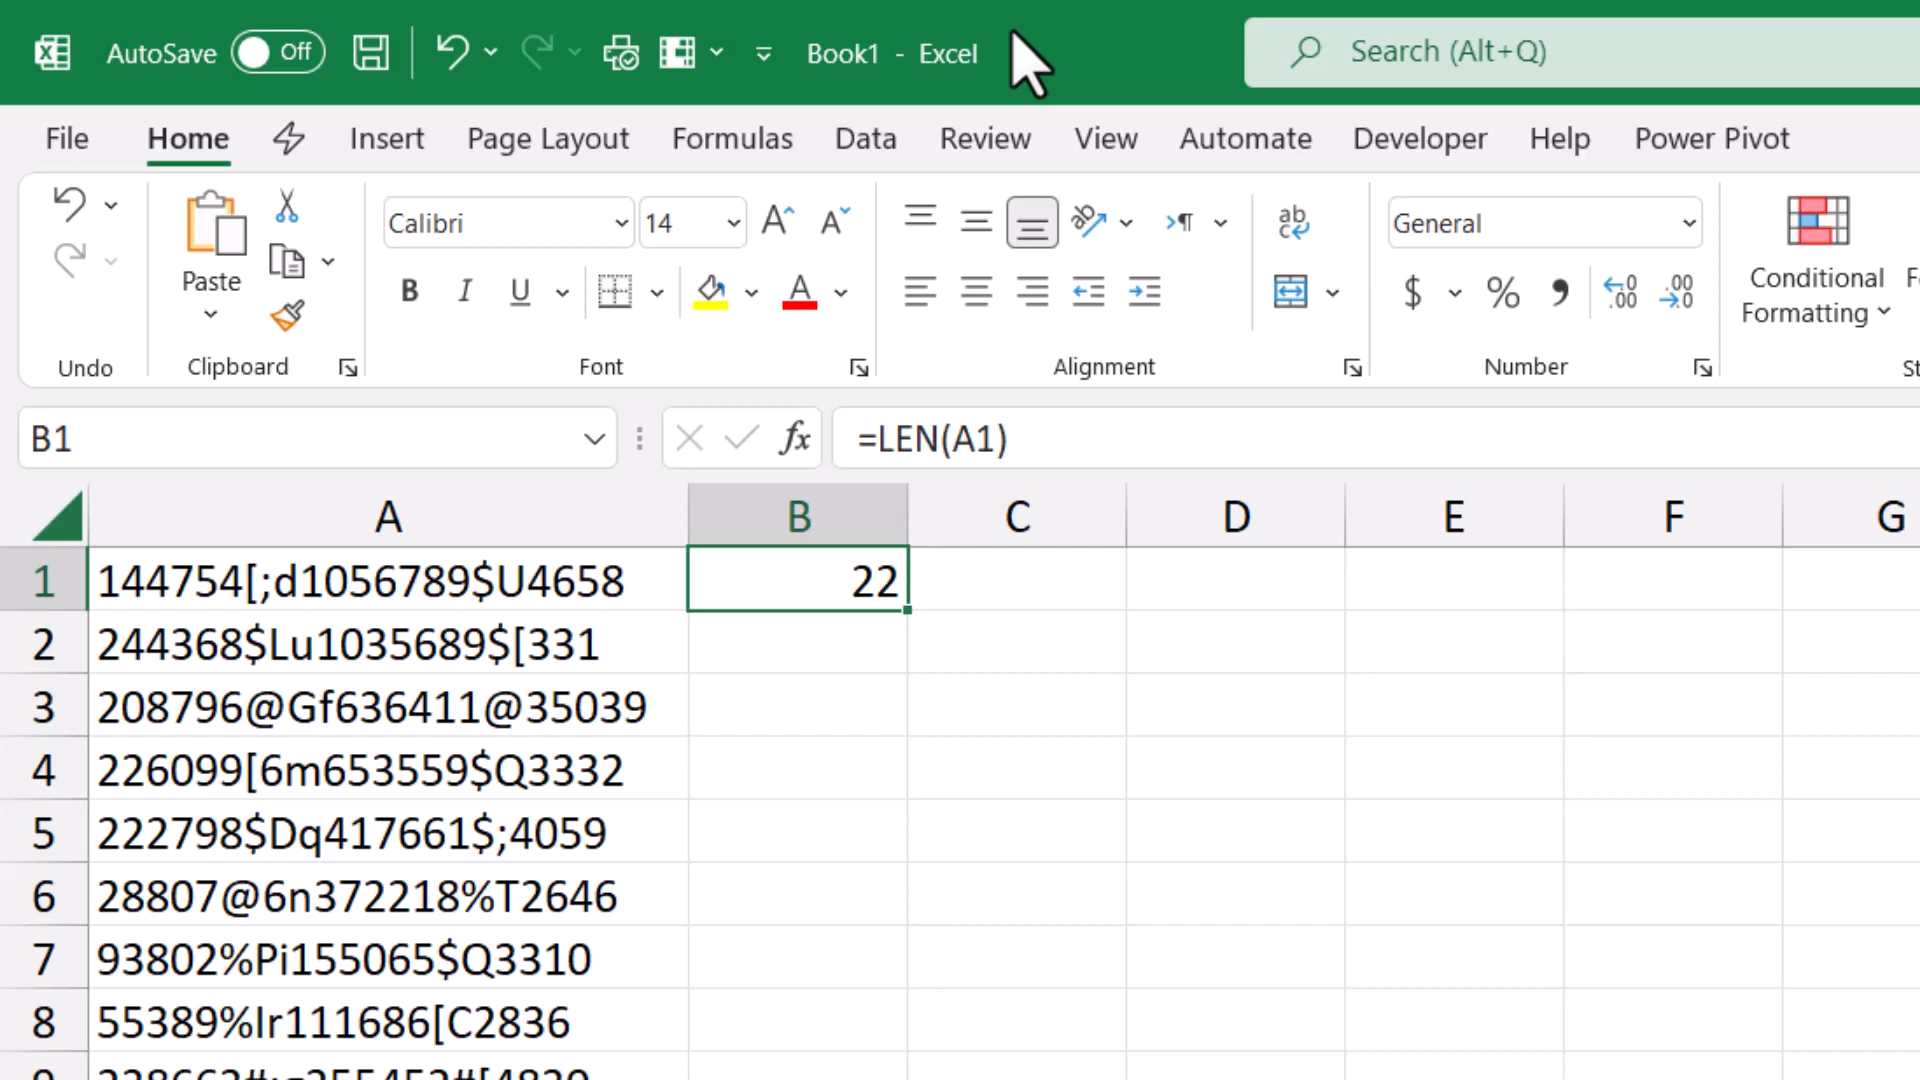 AutoSave Off Book1 - Excel Search (Alt+Q)
File Home Insert Page Layout Formulas Data Review View Automate Developer Help Power Pivot
Calibri 14 General
Paste B I U A $ % Conditional
Formatting
Undo Clipboard Font Alignment Number
B1 fx =LEN(A1)
A B C D E F G
1 144754[;d1056789$U4658 22
2 244368$Lu1035689$[331
3 208796@Gf636411@35039
4 226099[6m653559$Q3332
5 222798$Dq417661$;4059
6 28807@6n372218%T2646
7 93802%Pi155065$Q3310
8 55389%Ir111686[C2836